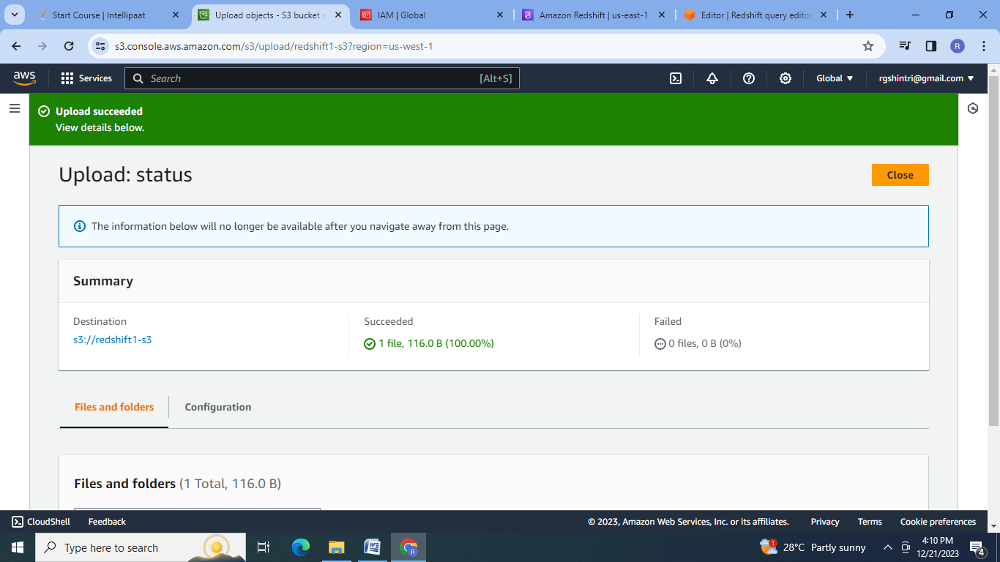 Start Course | Intellipaat
Upload objects - S3 bucket r
IAM | Global
Amazon Redshift | us-east-1
Editor | Redshift query edito
s3.console.aws.amazon.com/s3/upload/redshift1-s3?region=us-west-1
R
aws
Services
Search
[Alt+S]
Global
rgshintri@gmail.com
Upload succeeded
View details below.
Upload: status
Close
The information below will no longer be available after you navigate away from this page.
Summary
Destination
s3://redshift1-s3
Succeeded
1 file, 116.0 B (100.00%)
Failed
0 files, 0 B (0%)
Files and folders
Configuration
Files and folders (1 Total, 116.0 B)
CloudShell
Feedback
© 2023, Amazon Web Services, Inc. or its affiliates.
Privacy
Terms
Cookie preferences
Type here to search
R
1
28°C Partly sunny
4:10 PM
12/21/2023
4